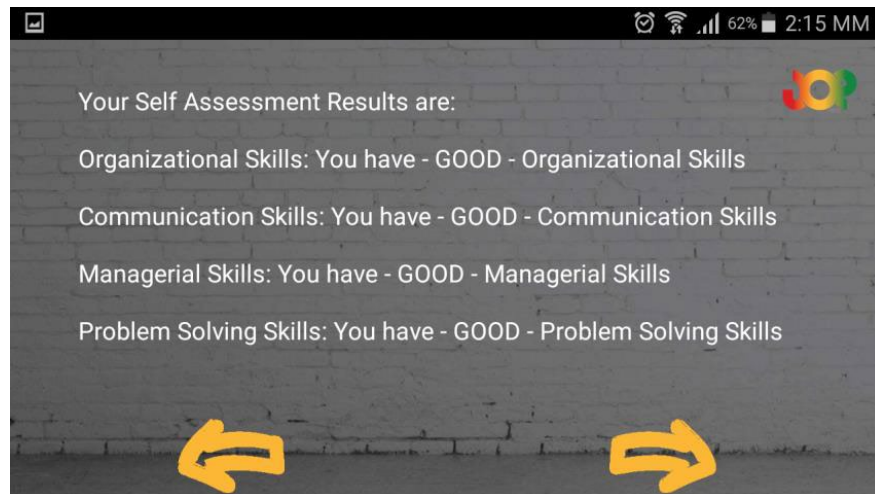 62% 2:15 MM
JOP
Your Self Assessment Results are:
Organizational Skills: You have - GOOD - Organizational Skills
Communication Skills: You have - GOOD - Communication Skills
Managerial Skills: You have - GOOD - Managerial Skills
Problem Solving Skills: You have - GOOD - Problem Solving Skills